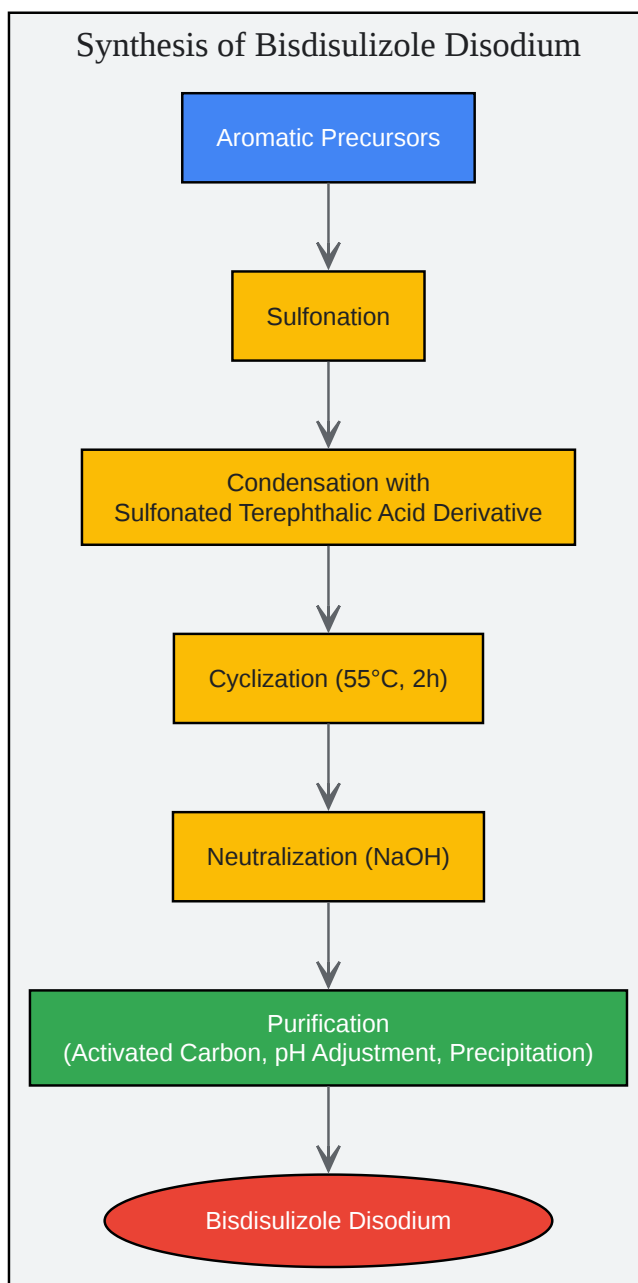 Synthesis of Bisdisulizole Disodium
Aromatic Precursors
Sulfonation
Condensation with
Sulfonated Terephthalic Acid Derivative
Cyclization (55°C, 2h)
Neutralization (NaOH)
Purification
(Activated Carbon, pH Adjustment, Precipitation)
Bisdisulizole Disodium